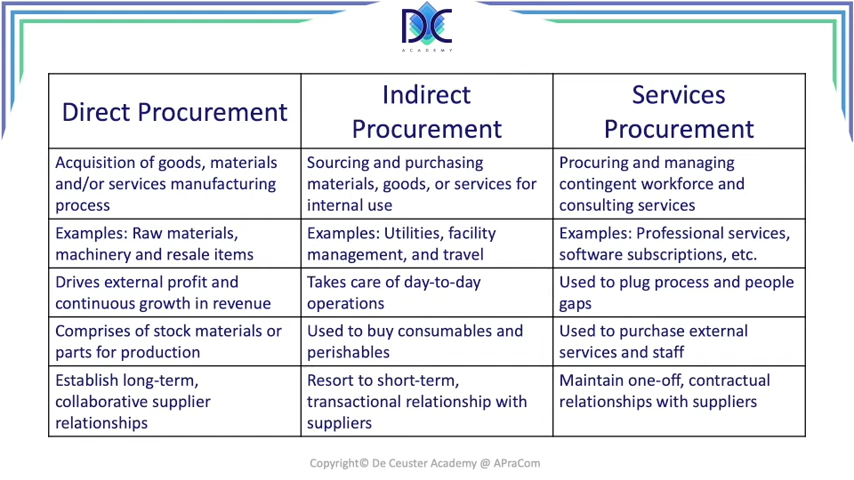 DC
ACADEMY
Direct Procurement
Indirect
Procurement
Services
Procurement
Acquisition of goods, materials
and/or services manufacturing
process
Sourcing and purchasing
materials, goods, or services for
internal use
Procuring and managing
contingent workforce and
consulting services
Examples: Raw materials,
machinery and resale items
Examples: Utilities, facility
management, and travel
Examples: Professional services,
software subscriptions, etc.
Drives external profit and
continuous growth in revenue
Takes care of day-to-day
operations
Used to plug process and people
gaps
Comprises of stock materials or
parts for production
Used to buy consumables and
perishables
Used to purchase external
services and staff
Establish long-term,
collaborative supplier
relationships
Resort to short-term,
transactional relationship with
suppliers
Maintain one-off, contractual
relationships with suppliers
Copyright© De Ceuster Academy @ APraCom